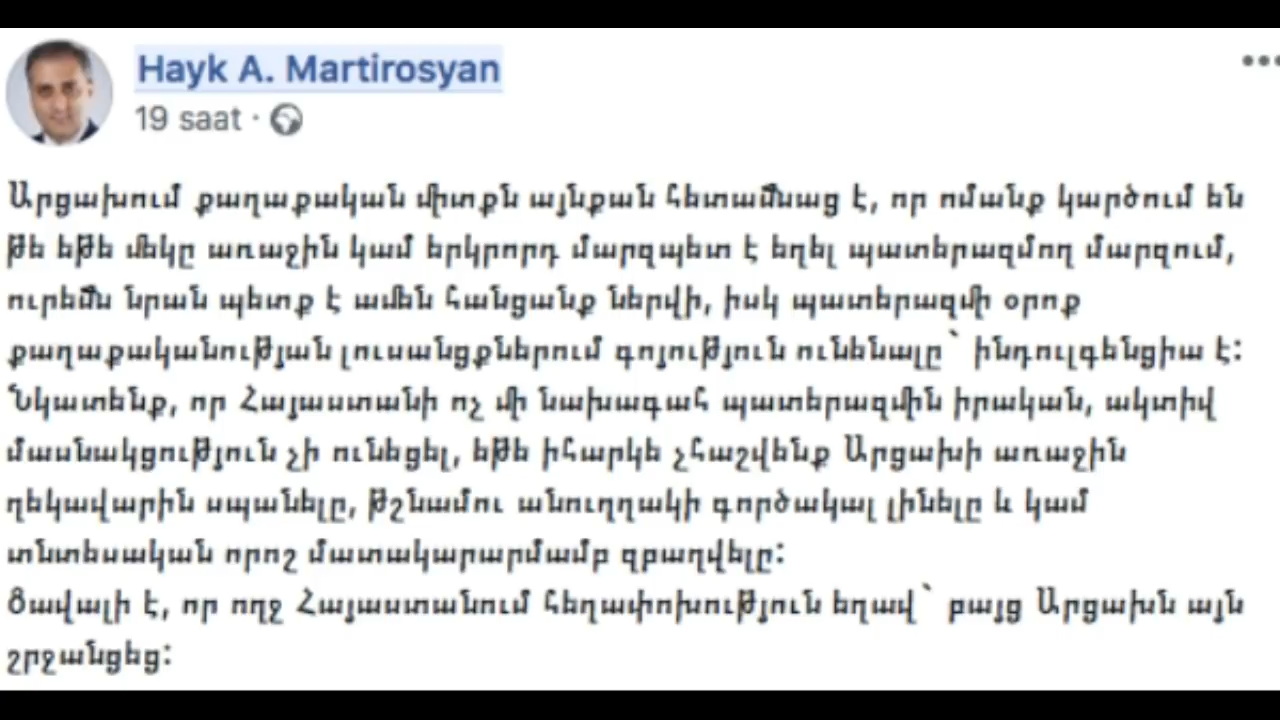 Hayk A. Martirosyan
19 saat ·
Արցախում քաղաքական միտքն այնքան հետամնաց է, որ ոմանք կարծում են
թե եթե մեկը առաջին կամ երկրորդ մարզպետ է եղել պատերազմող մարզում,
ուրեմն նրան պետք է ամեն հանցանք ներվի, իսկ պատերազմի օրոք
քաղաքականության լուսանցքներում գոյություն ունենալը՝ ինդուլգենցիա է:
Նկատենք, որ Հայաստանի ոչ մի նախագահ պատերազմին իրական, ակտիվ
մասնակցություն չի ունեցել, եթե իհարկե չհաշվենք Արցախի առաջին
ղեկավարին սպանելը, թշնամու անուղղակի գործակալ լինելը և կամ
տնտեսական որոշ մատակարարմամբ զբաղվելը:
Ցավալի է, որ ողջ Հայաստանում հեղափոխություն եղավ՝ բայց Արցախն այն
շրջանցեց: